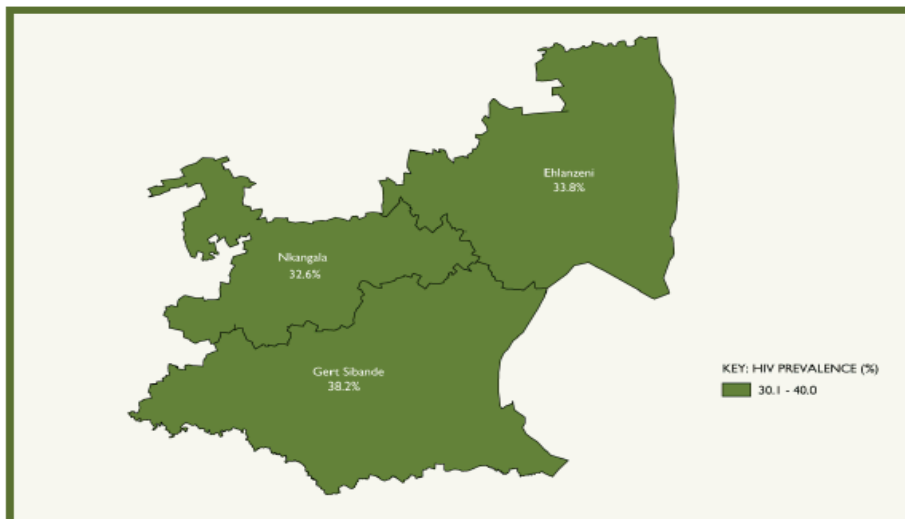 Ehlanzeni
33.8%
Nkangala
32.6%
Gert Sibande
38.2%
KEY: HIV PREVALENCE (%)
30.1 - 40.0